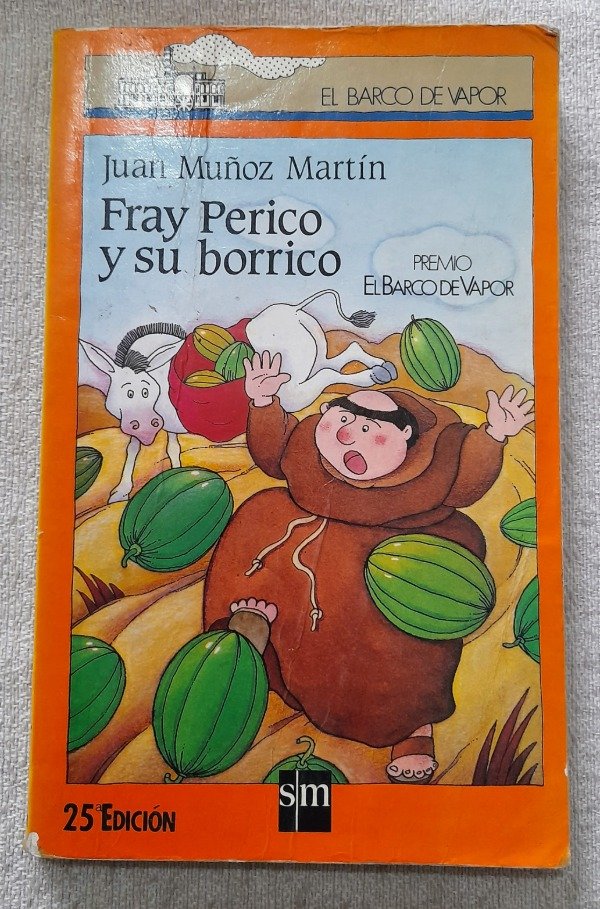 EL BARCO DE VAPOR
Juan Muñoz Martín
Fray Perico
y su borrico
PREMIO
EL BARCO DE VAPOR
sm
25ª EDICIÓN